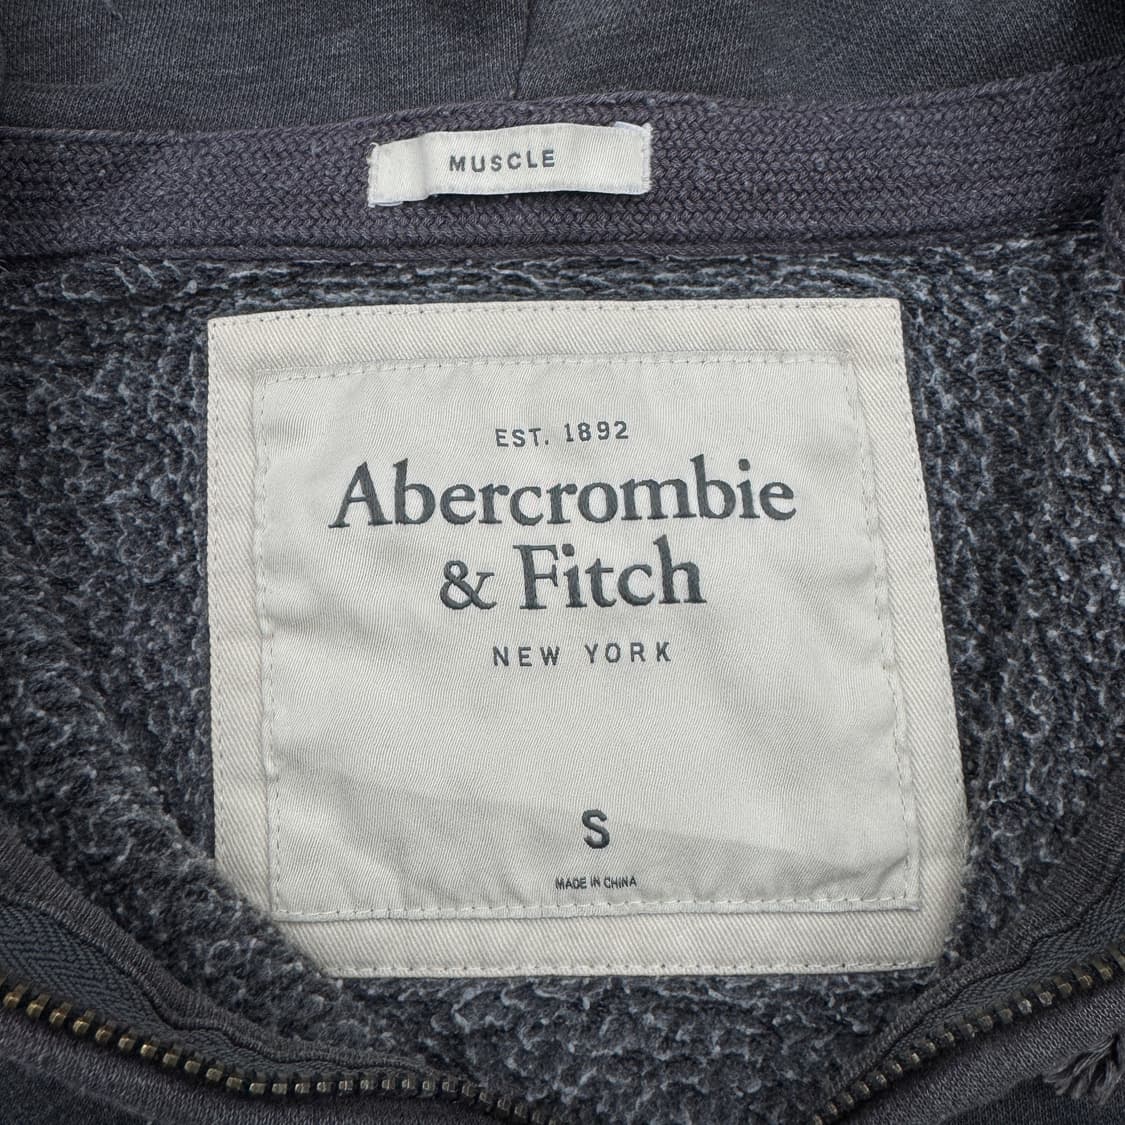 MUSCLE
EST. 1892
Abercrombie
& Fitch
NEW YORK
S
MADE IN CHINA